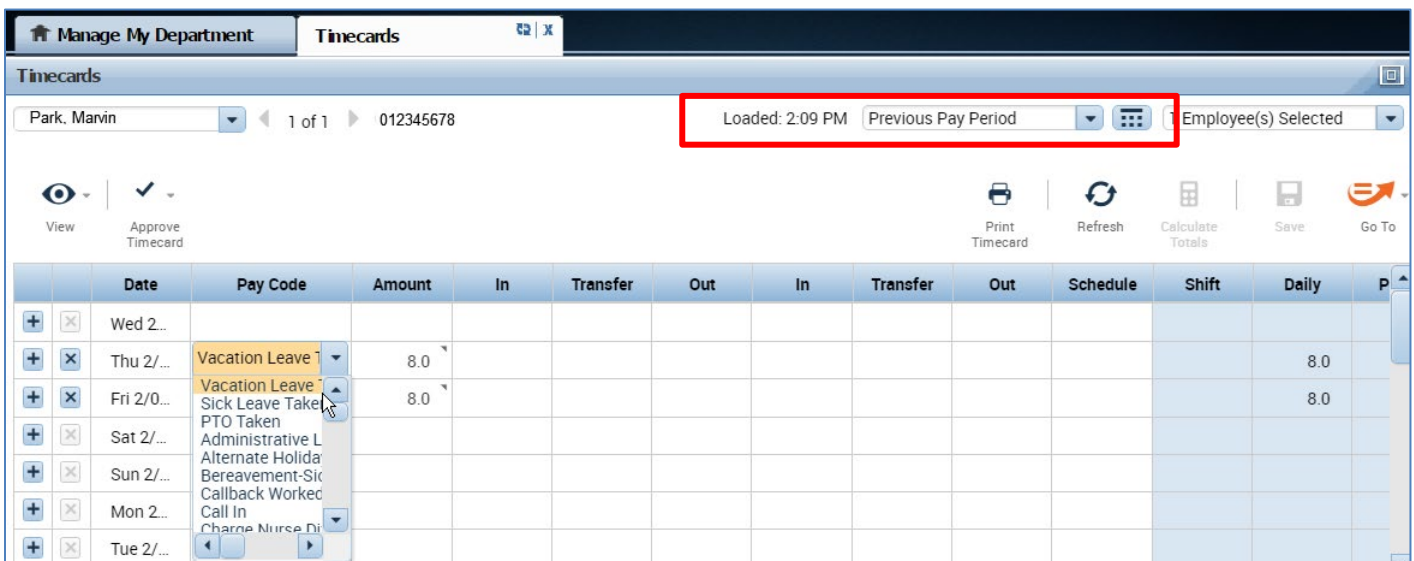 Manage My Department Timecards
Timecards
Park, Marvin 1 of 1 012345678 Loaded: 2:09 PM Previous Pay Period Employee(s) Selected
View Approve Timecard Print Timecard Refresh Calculate Totals Save Go To
Date Pay Code Amount In Transfer Out In Transfer Out Schedule Shift Daily P
Wed 2...
Thu 2/... Vacation Leave T 8.0 8.0
Vacation Leave
Fri 2/0... 8.0 8.0
Sick Leave Taken
PTO Taken
Sat 2/...
Administrative L
Alternate Holida
Sun 2/...
Bereavement-Sic
Callback Worked
Mon 2...
Call In
Charge Nurse Di
Tue 2/...